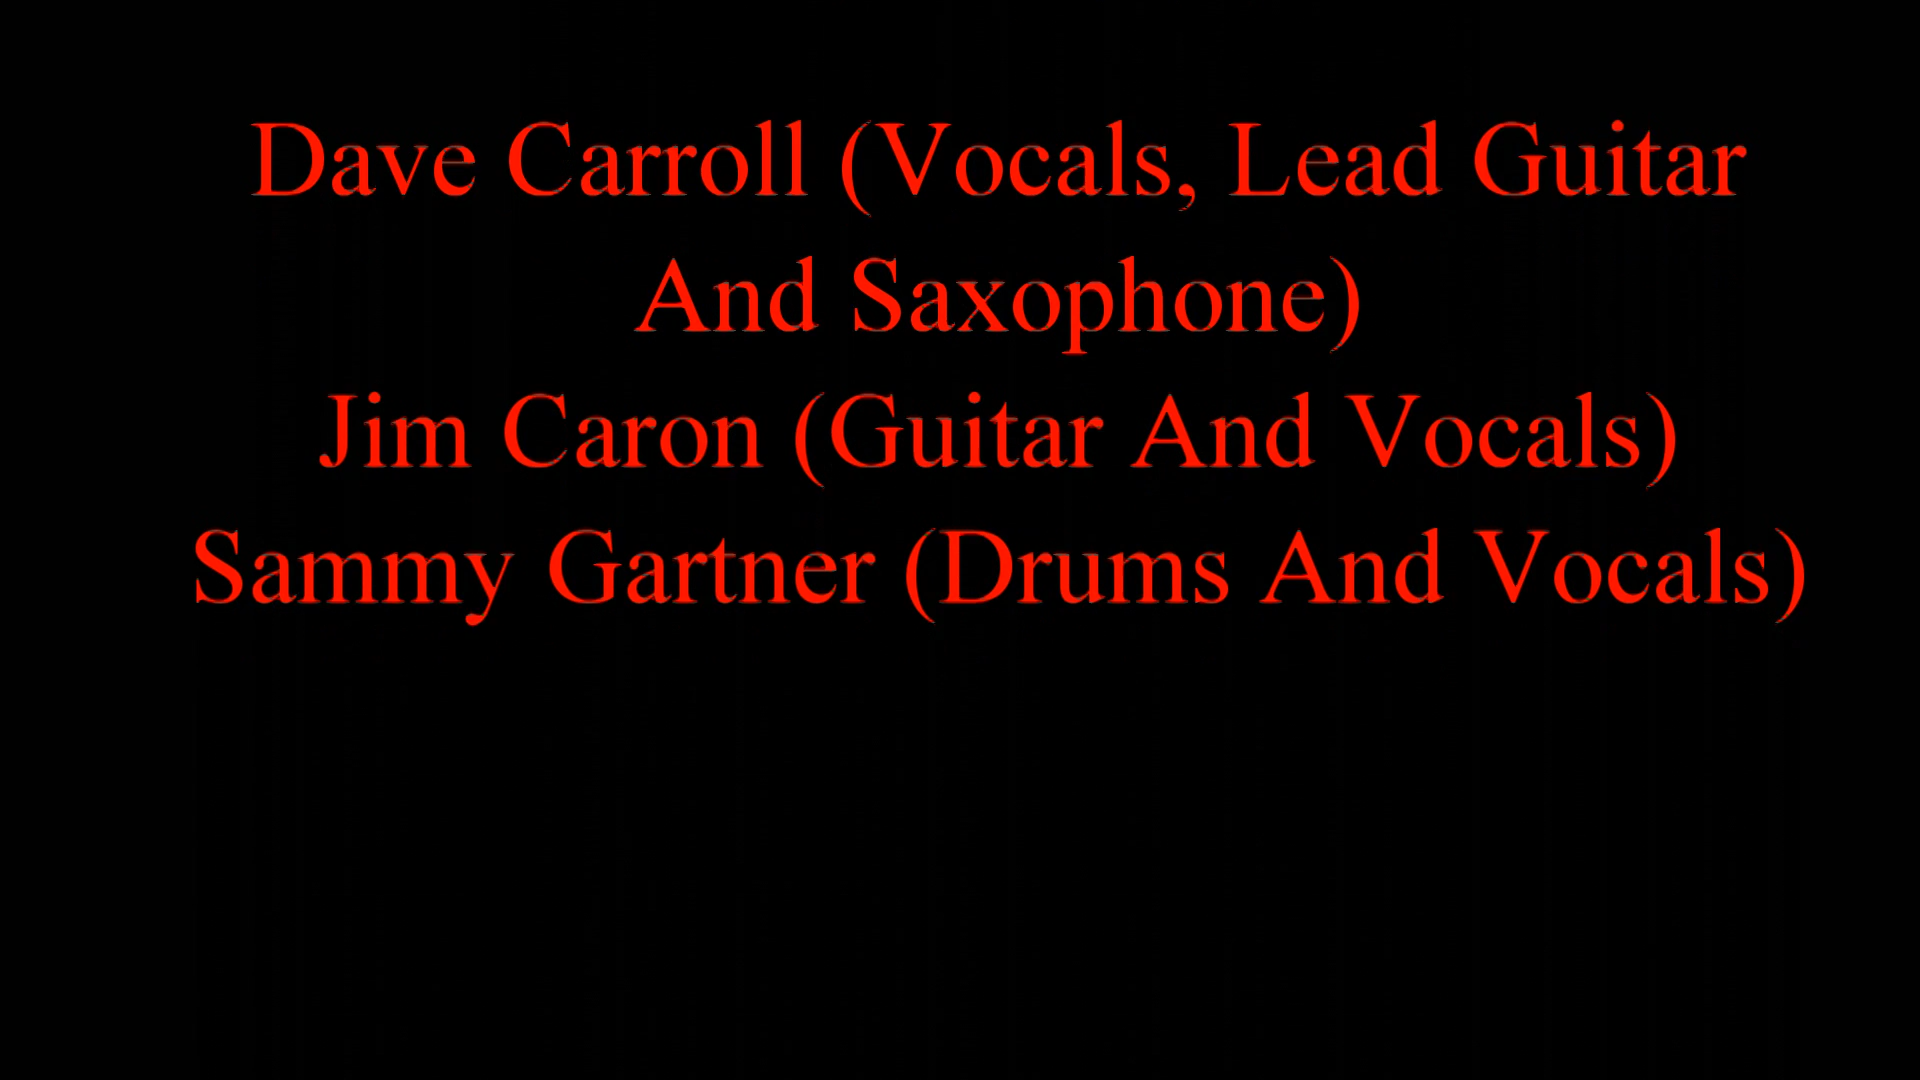 Dave Carroll (Vocals, Lead Guitar
And Saxophone)
Jim Caron (Guitar And Vocals)
Sammy Gartner (Drums And Vocals)